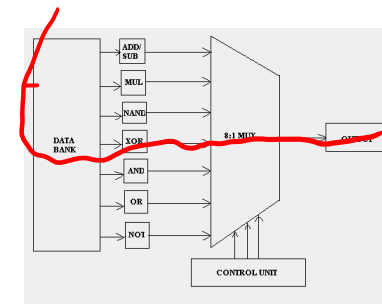 ADD/
SUB
MUL
NAND
XOR
DATA
BANK
8:1 MUX
AND
OR
NOT
CONTROL UNIT